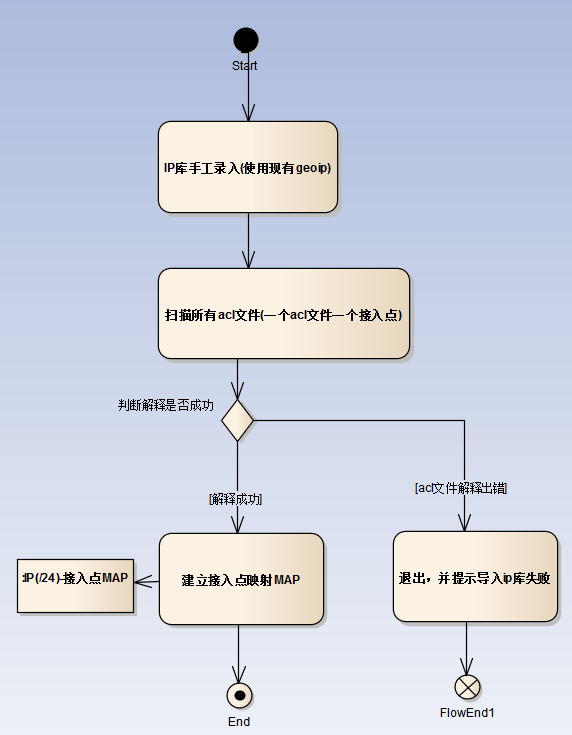 Start
IP库手工录入(使用现有geoip)
扫描所有acl文件(一个acl文件一个接入点)
判断解释是否成功
[解释成功]
[acl文件解释出错]
:IP(/24)-接入点MAP
建立接入点映射MAP
退出，并提示导入ip库失败
End
FlowEnd1